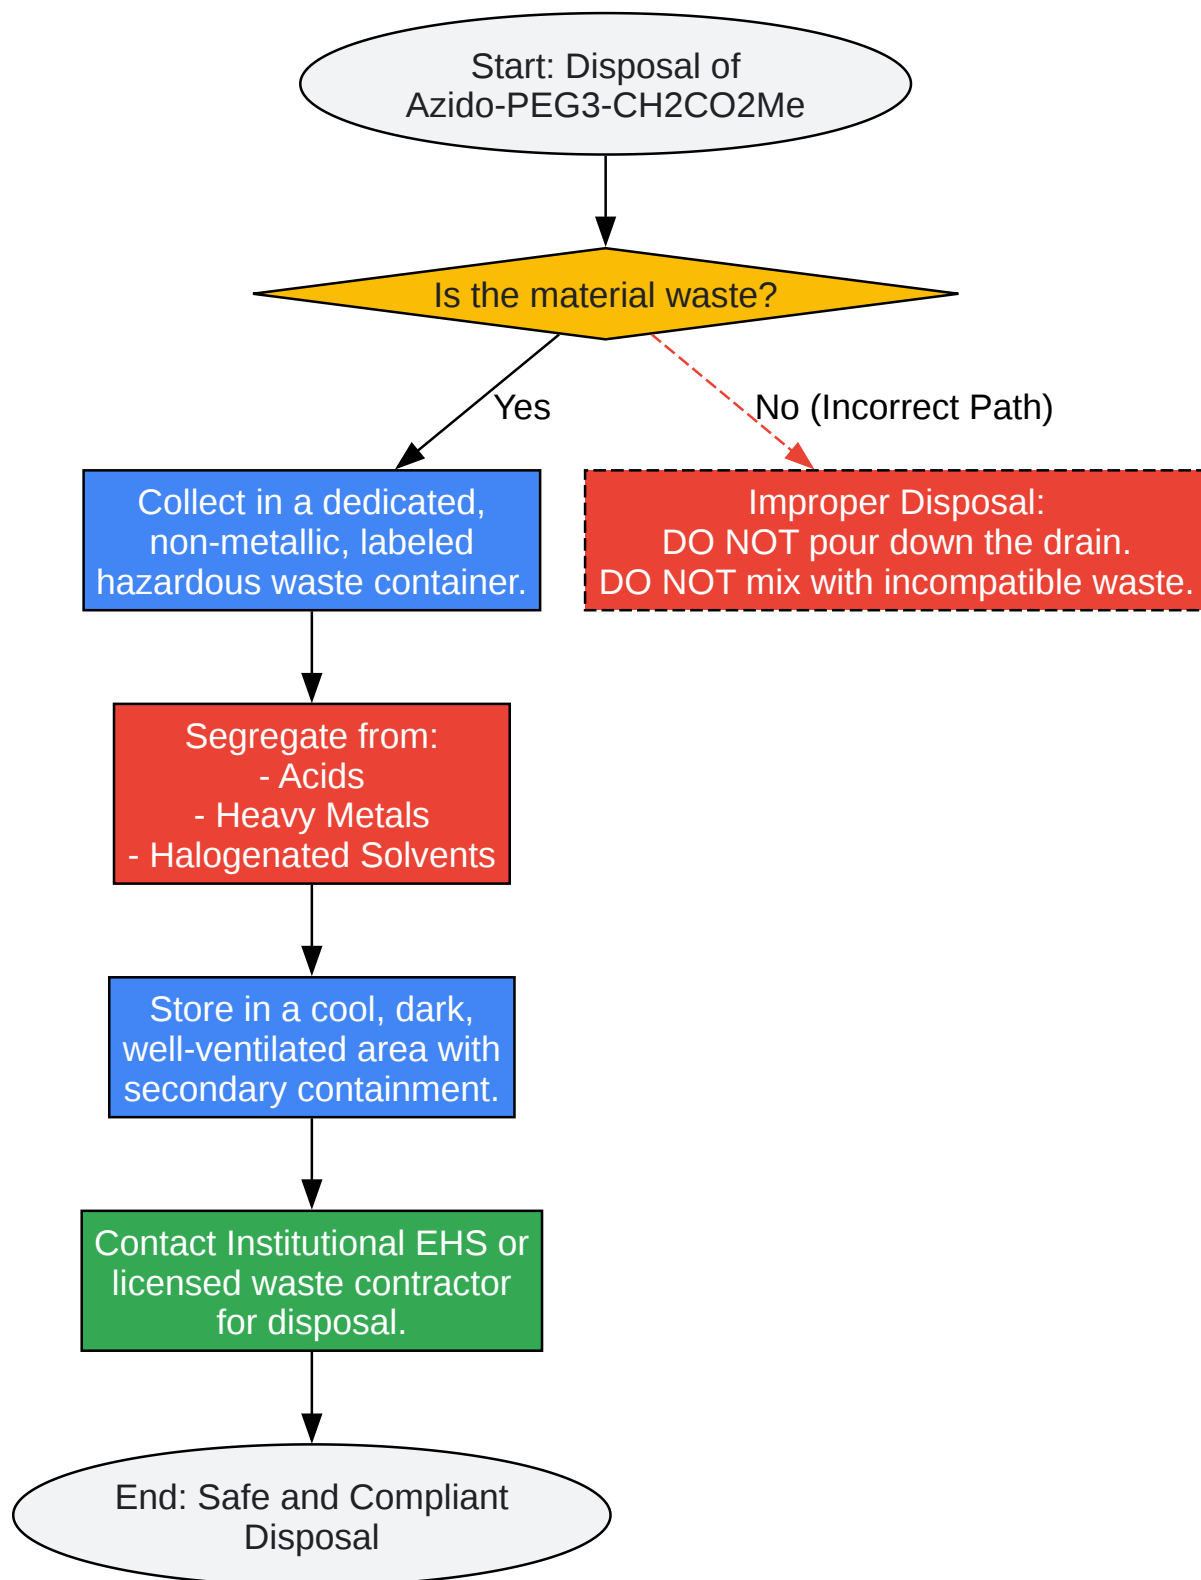 Start: Disposal of
Azido-PEG3-CH2CO2Me
Is the material waste?
Yes
No (Incorrect Path)
Collect in a dedicated,
non-metallic, labeled
hazardous waste container.
Improper Disposal:
DO NOT pour down the drain.
DO NOT mix with incompatible waste.
Segregate from:
- Acids
- Heavy Metals
- Halogenated Solvents
Store in a cool, dark,
well-ventilated area with
secondary containment.
Contact Institutional EHS or
licensed waste contractor
for disposal.
End: Safe and Compliant
Disposal